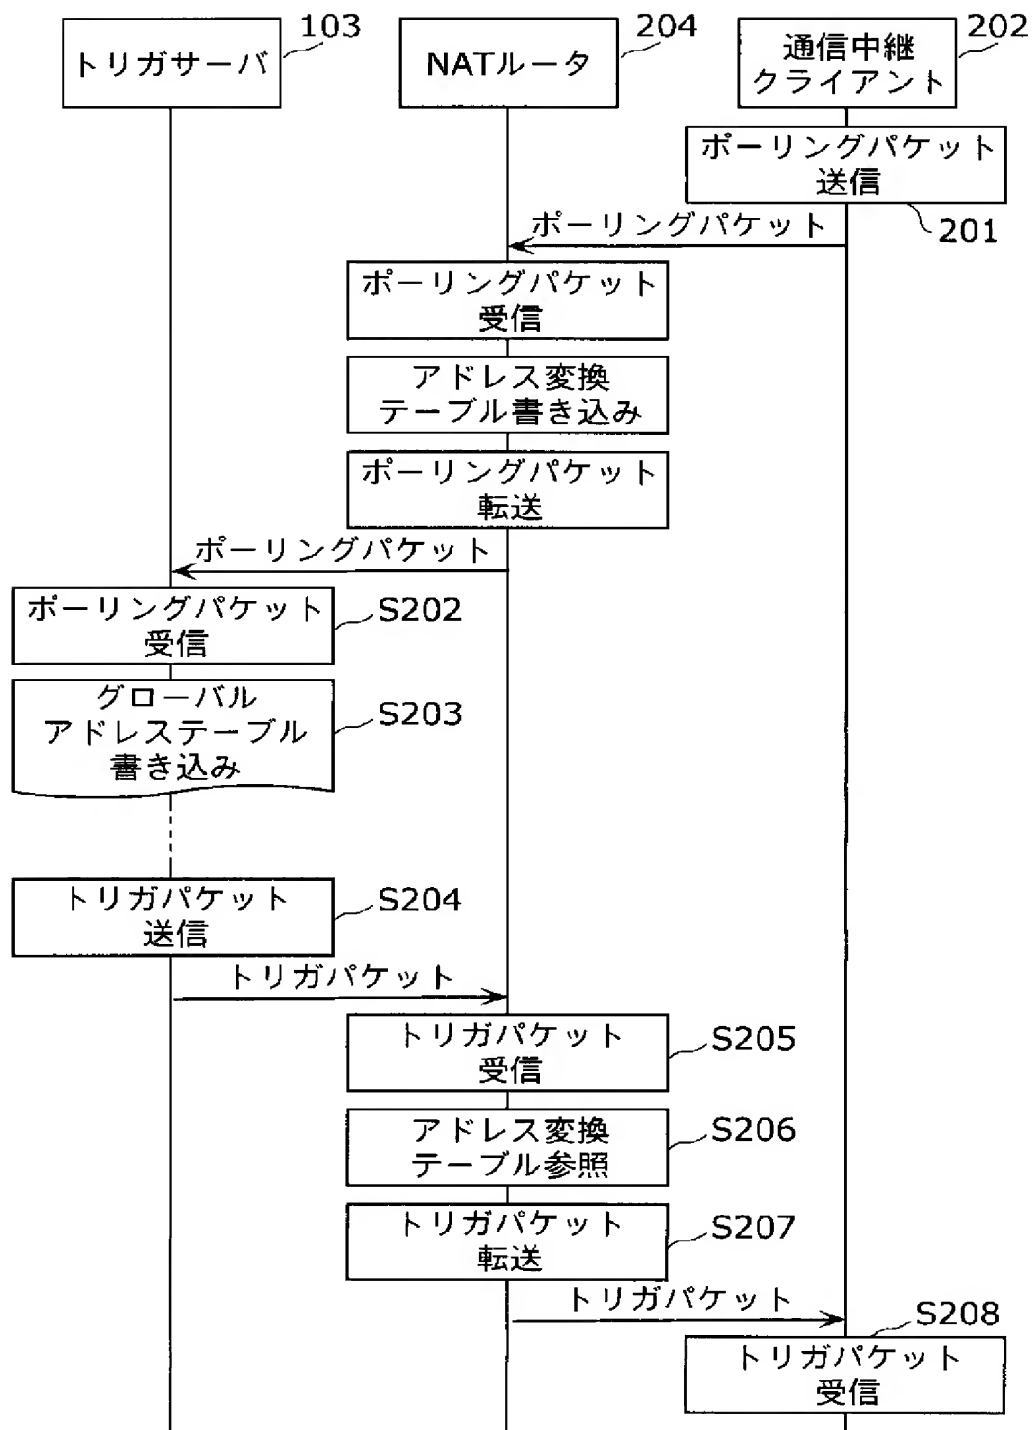 トリガサーバ
103
NATルータ
204
通信中継
クライアント
202
ポーリングパケット
送信
201
ポーリングパケット
ポーリングパケット
受信
アドレス変換
テーブル書き込み
ポーリングパケット
転送
ポーリングパケット
ポーリングパケット
受信
S202
グローバル
アドレステーブル
書き込み
S203
トリガパケット
送信
S204
トリガパケット
トリガパケット
受信
S205
アドレス変換
テーブル参照
S206
トリガパケット
転送
S207
トリガパケット
S208
トリガパケット
受信